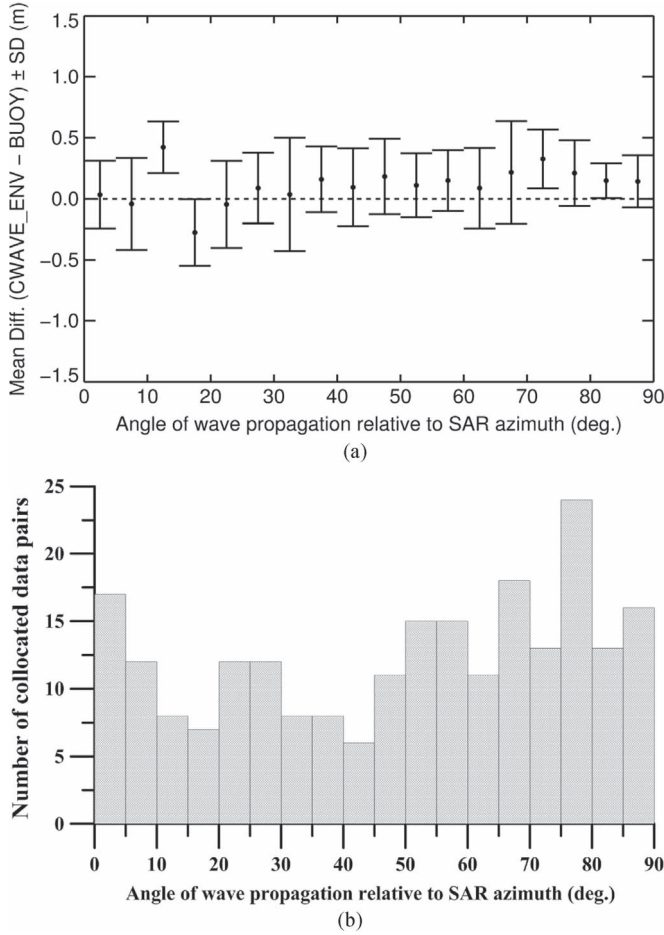 Mean Diff. (CWAVE_ENV − BUOY) ± SD (m)
1.5
1.0
0.5
0.0
−0.5
−1.0
−1.5
0 10 20 30 40 50 60 70 80 90
Angle of wave propagation relative to SAR azimuth (deg.)
(a)
Number of collocated data pairs
25
20
15
10
5
0
0 10 20 30 40 50 60 70 80 90
Angle of wave propagation relative to SAR azimuth (deg.)
(b)